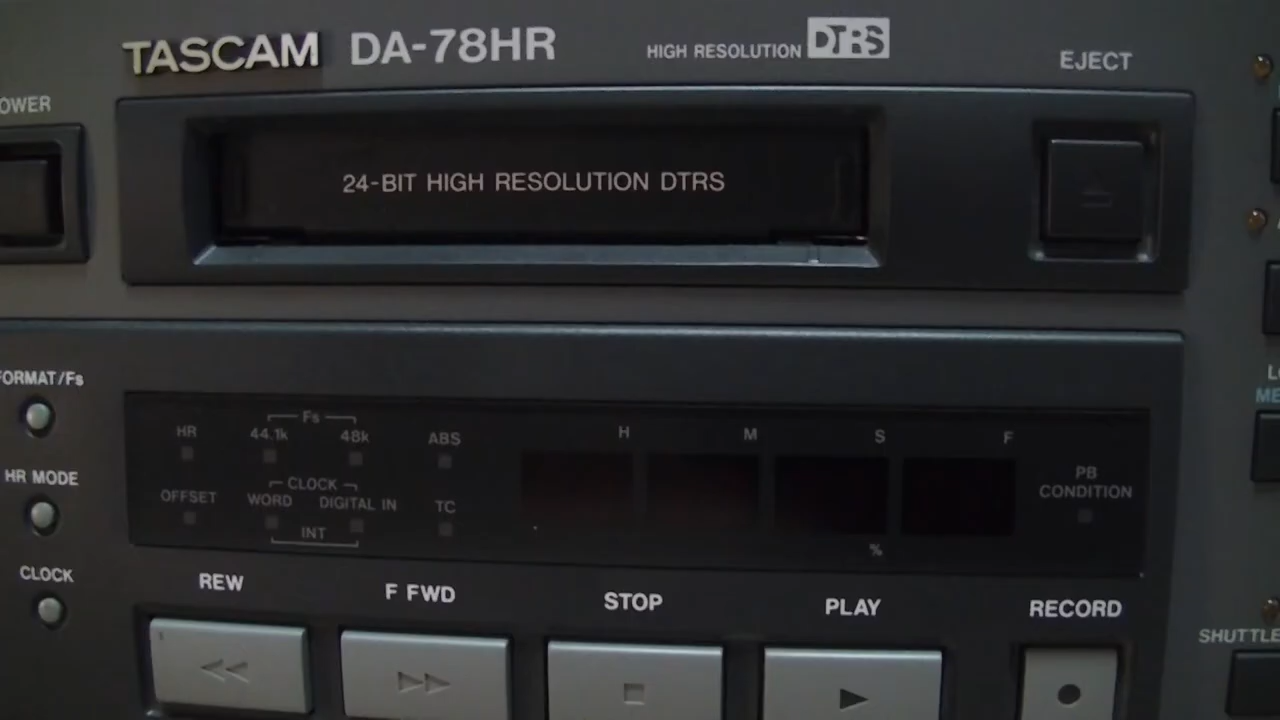 TASCAM DA-78HR
HIGH RESOLUTION DTRS
EJECT
OWER
24-BIT HIGH RESOLUTION DTRS
FORMAT/Fs
HR MODE
CLOCK
Fs
HR 44.1k 48k ABS
CLOCK
OFFSET WORD DIGITAL IN TC
INT
H M S F
%
PB
CONDITION
REW F FWD STOP PLAY RECORD
SHUTTLE